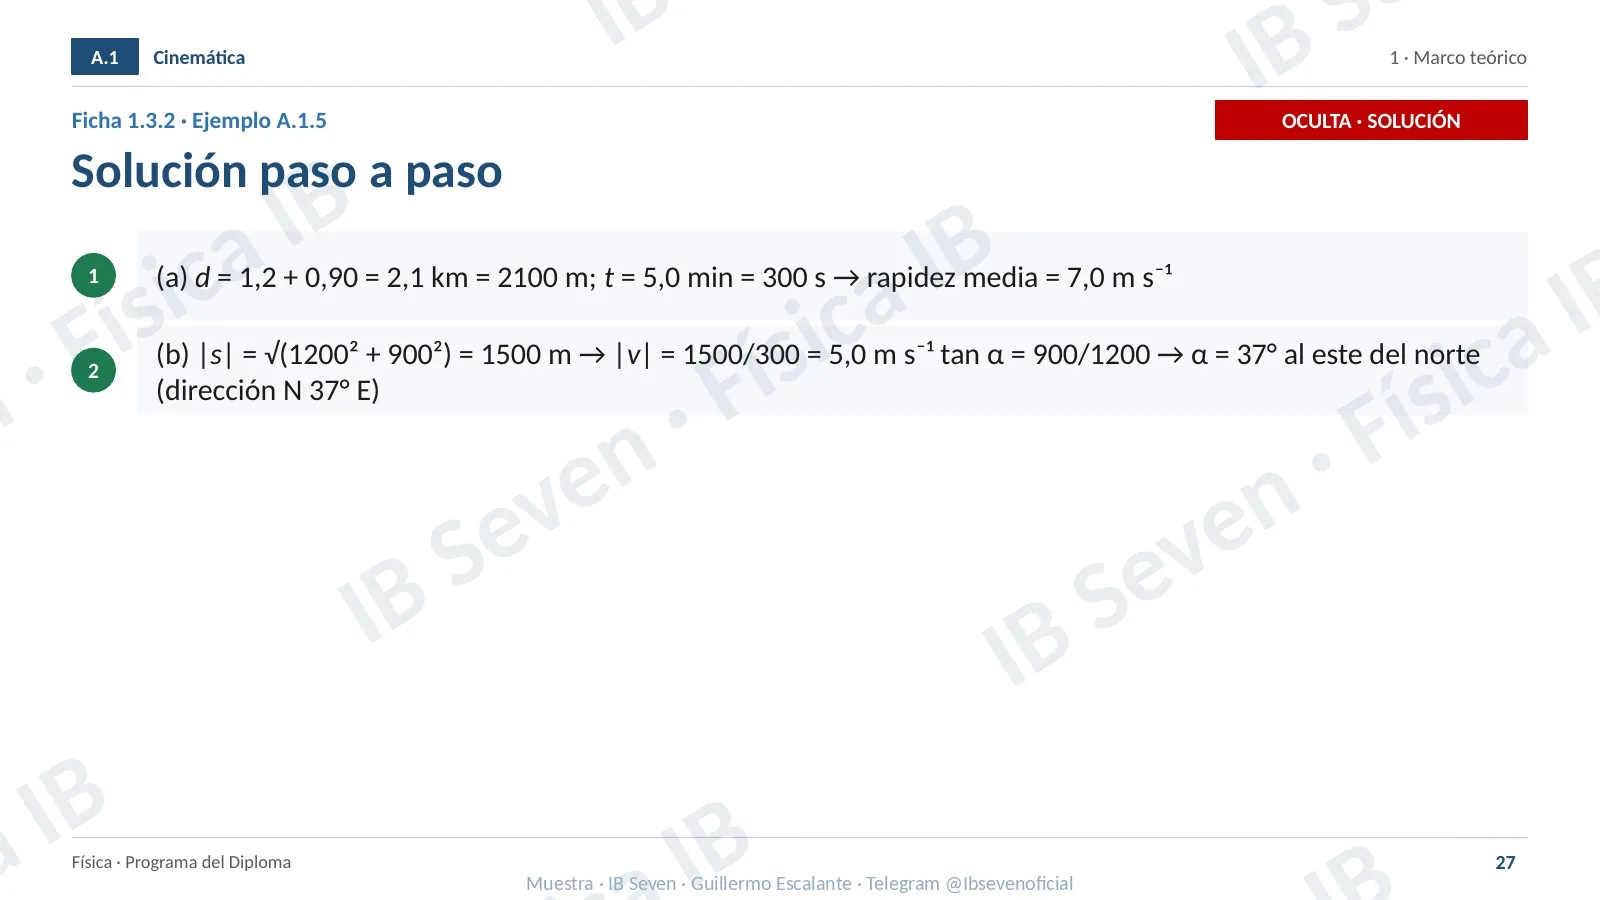 A.1 Cinemática 1 · Marco teórico
Ficha 1.3.2 · Ejemplo A.1.5 OCULTA · SOLUCIÓN
Solución paso a paso
1 (a) d = 1,2 + 0,90 = 2,1 km = 2100 m; t = 5,0 min = 300 s → rapidez media = 7,0 m s⁻¹
2 (b) |s| = √(1200² + 900²) = 1500 m → |v| = 1500/300 = 5,0 m s⁻¹ tan α = 900/1200 → α = 37° al este del norte
(dirección N 37° E)
IB Seven · Física IB
IB Seven · Física IB
Física · Programa del Diploma 27
Muestra · IB Seven · Guillermo Escalante · Telegram @Ibsevenoficial